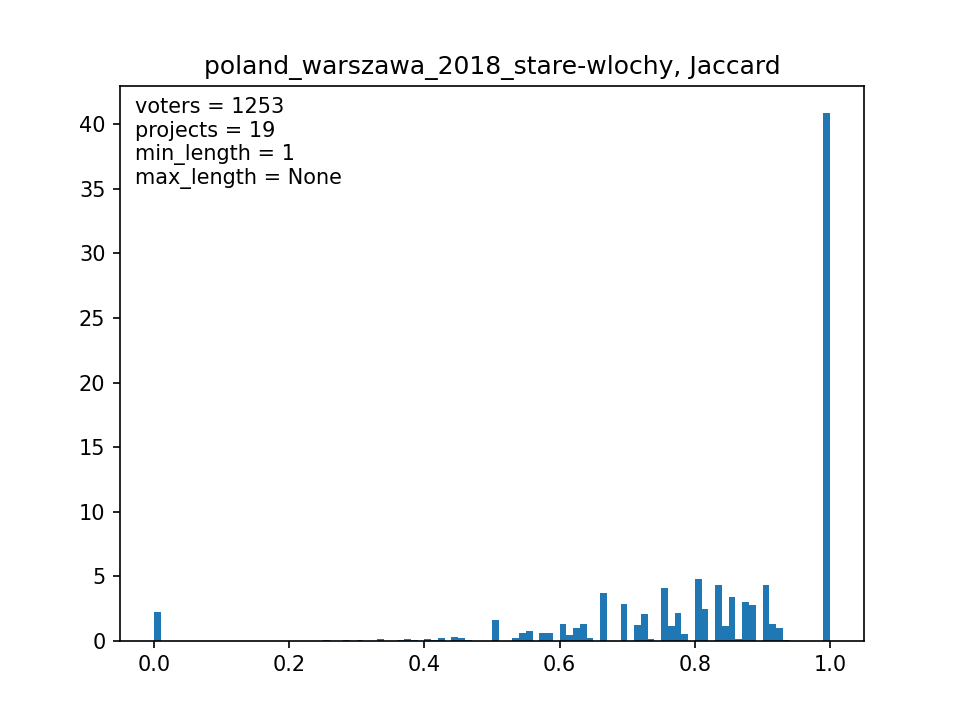 poland_warszawa_2018_stare-wlochy, Jaccard
voters = 1253
projects = 19
min_length = 1
max_length = None
40
35
30
25
20
15
10
5
0
0.0 0.2 0.4 0.6 0.8 1.0